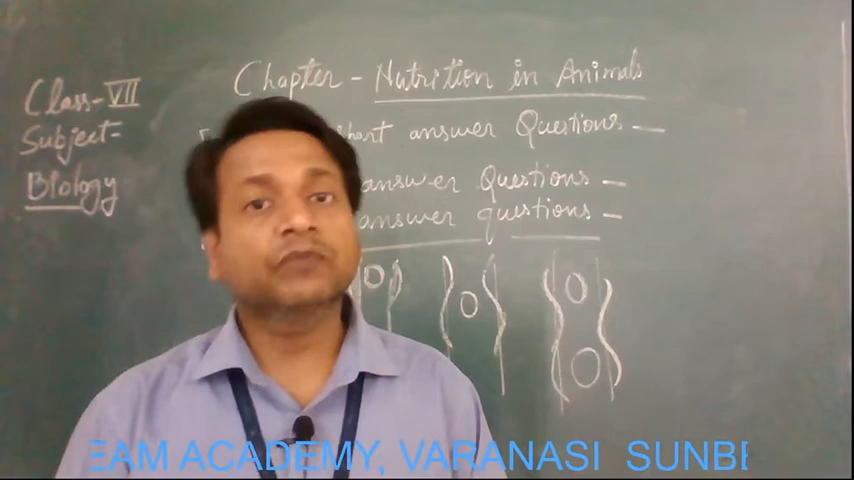 Chapter - Nutrition in Animals
Class - VII
Subject -
Biology
short answer Questions —
answer Questions —
answer questions —
EAM ACADEMY, VARANASI SUNBE